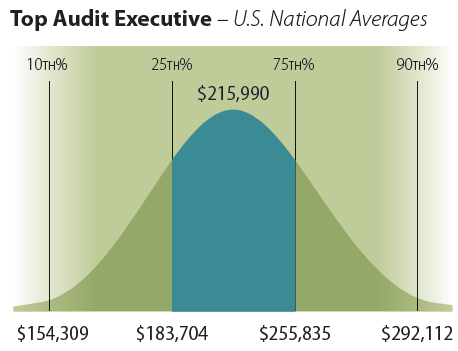 Top Audit Executive – U.S. National Averages
10TH% 25TH% 75TH% 90TH%
$215,990
$154,309 $183,704 $255,835 $292,112